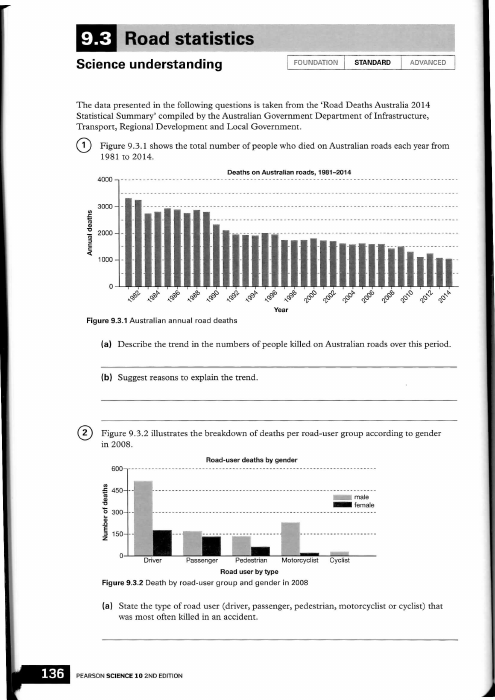 9.3 Road statistics
Science understanding
FOUNDATION STANDARD ADVANCED
The data presented in the following questions is taken from the ‘Road Deaths Australia 2014
Statistical Summary’ compiled by the Australian Government Department of Infrastructure,
Transport, Regional Development and Local Government.
1 Figure 9.3.1 shows the total number of people who died on Australian roads each year from
1981 to 2014.
Deaths on Australian roads, 1981–2014
Annual deaths
4000
3000
2000
1000
0
1982 1984 1986 1988 1990 1992 1994 1996 1998 2000 2002 2004 2006 2008 2010 2012 2014
Year
Figure 9.3.1 Australian annual road deaths
(a) Describe the trend in the numbers of people killed on Australian roads over this period.
(b) Suggest reasons to explain the trend.
2 Figure 9.3.2 illustrates the breakdown of deaths per road-user group according to gender
in 2008.
Road-user deaths by gender
Number of deaths
600
450
300
150
0
male
female
Driver Passenger Pedestrian Motorcyclist Cyclist
Road user by type
Figure 9.3.2 Death by road-user group and gender in 2008
(a) State the type of road user (driver, passenger, pedestrian, motorcyclist or cyclist) that
was most often killed in an accident.
136 PEARSON SCIENCE 10 2ND EDITION